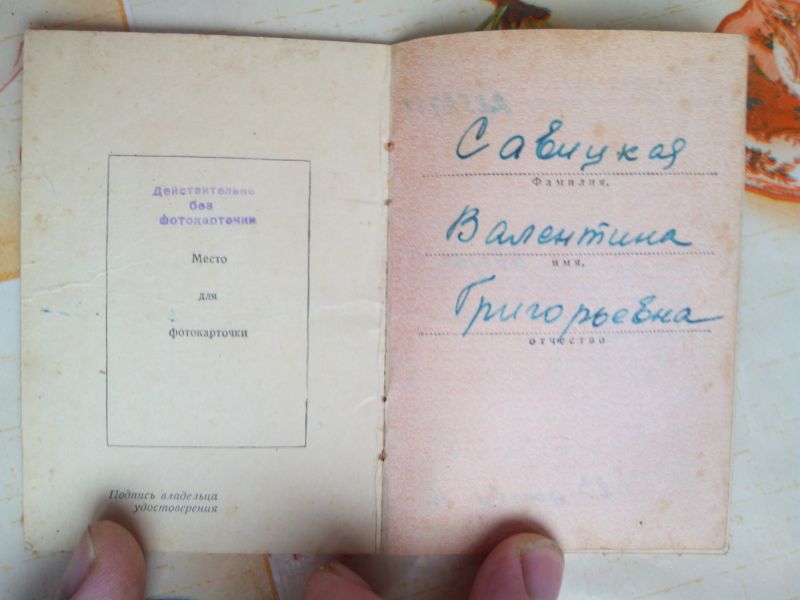 Действительно
без
фотокарточки
Место
для
фотокарточки
Подпись владельца
удостоверения
Савицкая
Фамилия,
Валентина
имя,
Григорьевна
отчество